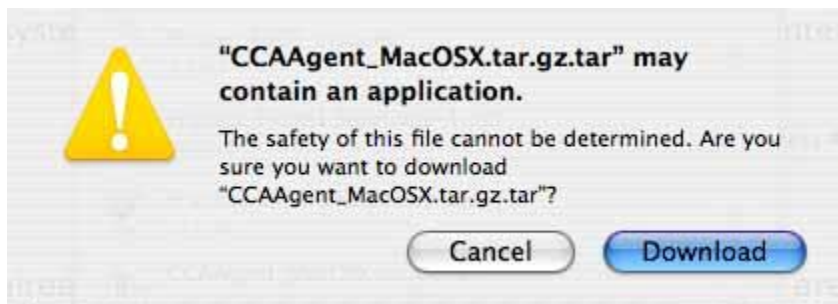 “CCAAgent_MacOSX.tar.gz.tar” may
contain an application.
The safety of this file cannot be determined. Are you
sure you want to download
“CCAAgent_MacOSX.tar.gz.tar”?
Cancel
Download